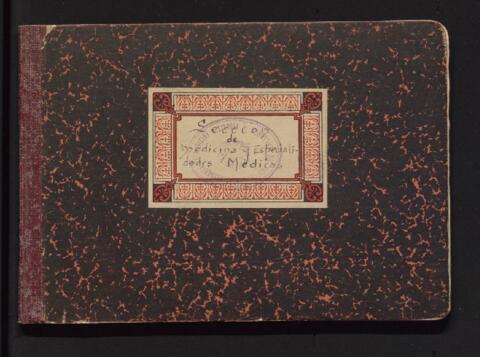 Sección
de
medicina y Especiali-
dades Médicas